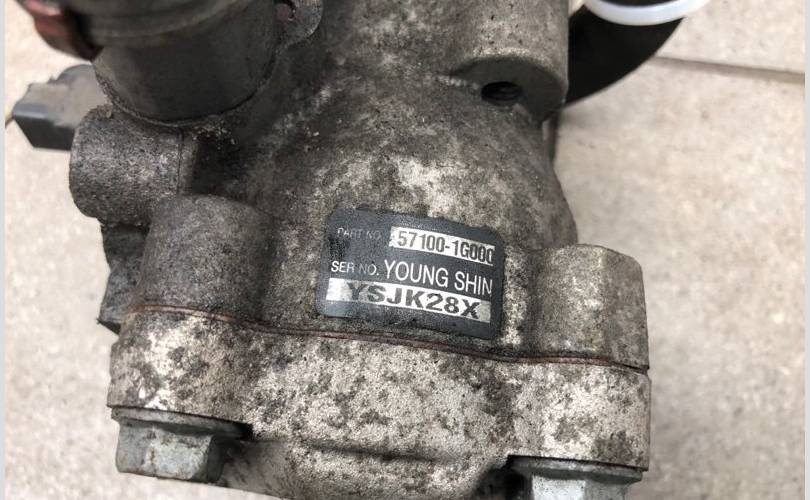 PART NO. 57100-1G000
SER NO. YOUNG SHIN
YSJK28X